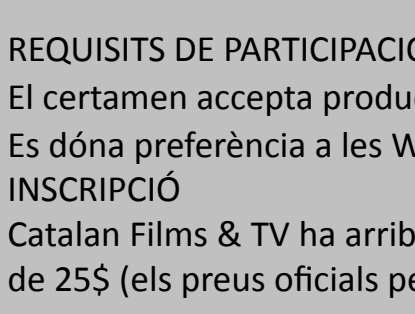 REQUISITS DE PARTICIPACIÓ
El certamen accepta produ
Es dóna preferència a les W
INSCRIPCIÓ
Catalan Films & TV ha arrib
de 25$ (els preus oficials pe